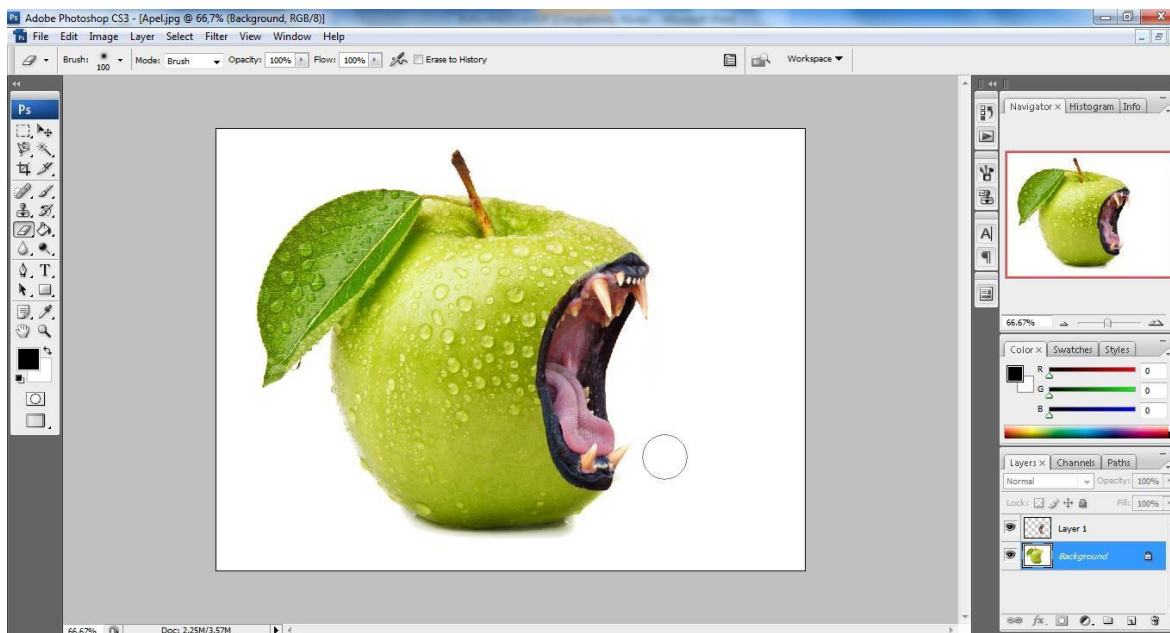 Adobe Photoshop CS3 - [Apel.jpg @ 66,7% (Background, RGB/8)]
Ps File Edit Image Layer Select Filter View Window Help
Brush: 100 Mode: Brush Opacity: 100% Flow: 100% Erase to History Workspace
Ps
Navigator x Histogram Info
66.67%
Color x Swatches Styles
R 0
G 0
B 0
Layers x Channels Paths
Normal Opacity: 100%
Lock: Fill: 100%
Layer 1
Background
fx.
66.67% Doc: 2.25M/3.57M